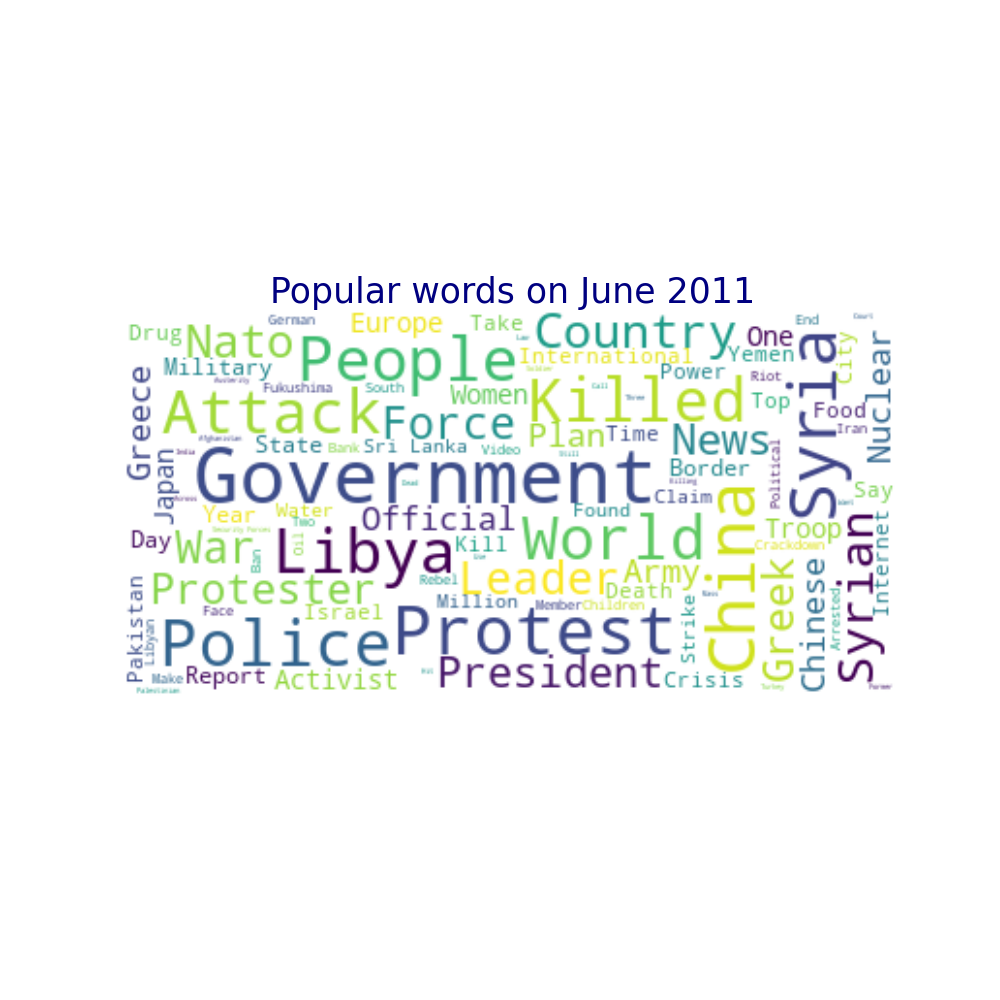 Popular words on June 2011
German
Europe
Take
Country
End
Court
Drug
Nato
People
Law
One
International
Yemen
Syria
City
Nuclear
Military
Austerity
Fukushima
South
Soldier
Power
Riot
Greece
Women
Killed
Call
Three
Top
Food
Iran
Attack
Force
Plan
Time
News
Afghanistan
State
Bank
Sri Lanka
Video
Still
India
Japan
Government
Dead
Border
Killing
Political
Claim
Say
Year
Water
Official
Found
Two
Security Forces
World
China
Troop
Internet
Day
War
Ban
Oil
Libya
Kill
Use
Crackdown
Syrian
Protester
Rebel
Leader
Army
Death
Mass
Greek
Chinese
Arrested
Pakistan
Libyan
Face
Israel
Million
Member
Children
Strike
Police
Protest
Make
Report
Activist
President
Crisis
Turkey
Former
Palestinian